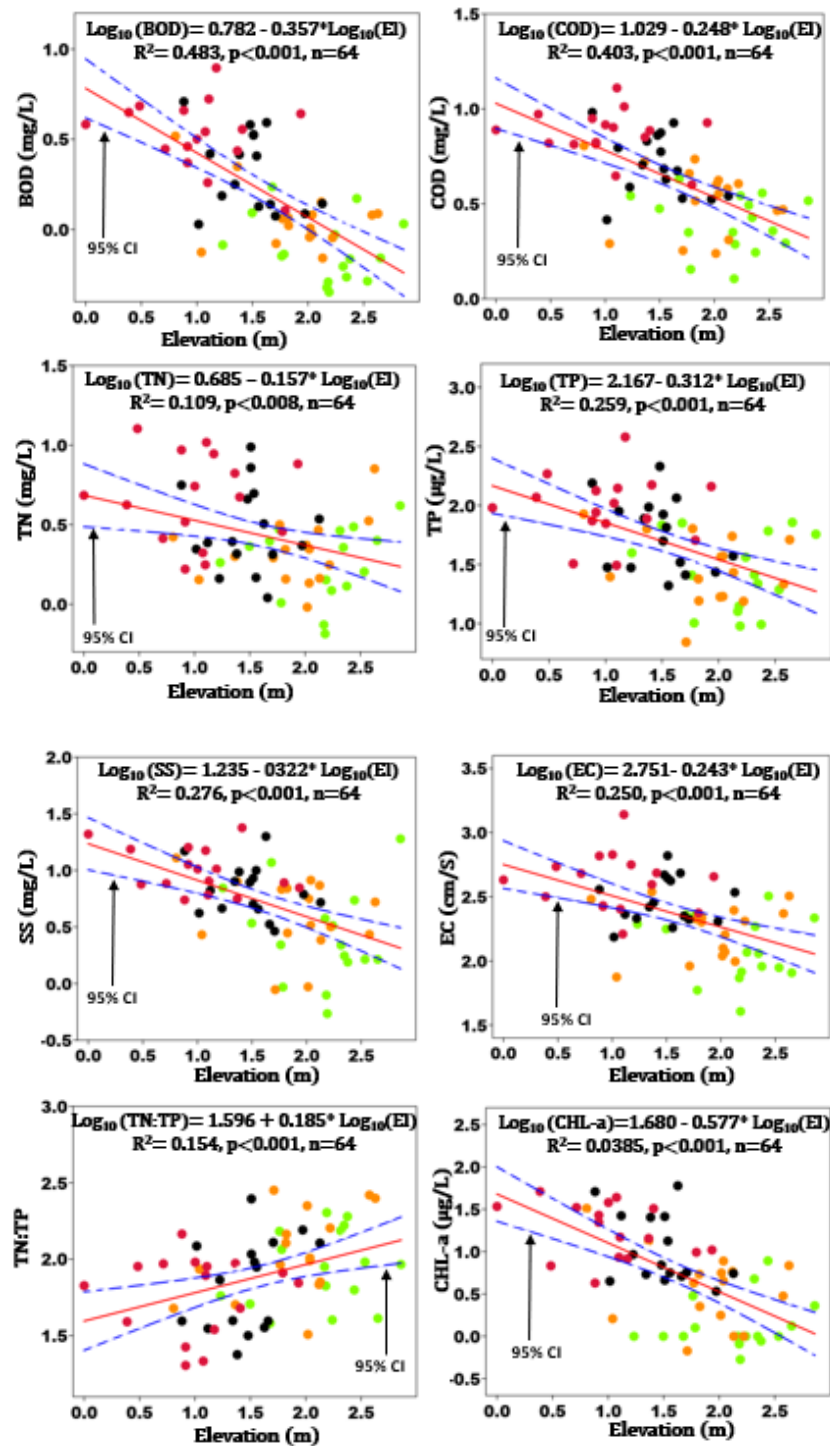 Log₁₀ (BOD)= 0.782 - 0.357*Log₁₀(El)
R²= 0.483, p<0.001, n=64
1.0
0.5
0.0
BOD (mg/L)
95% CI
0.0 0.5 1.0 1.5 2.0 2.5
Elevation (m)
Log₁₀ (COD)= 1.029 - 0.248* Log₁₀(El)
R²= 0.403, p<0.001, n=64
1.5
1.0
0.5
0.0
COD (mg/L)
95% CI
0.0 0.5 1.0 1.5 2.0 2.5
Elevation (m)
Log₁₀ (TN)= 0.685 - 0.157* Log₁₀(El)
R²= 0.109, p<0.008, n=64
1.5
1.0
0.5
0.0
TN (mg/L)
95% CI
0.0 0.5 1.0 1.5 2.0 2.5
Elevation (m)
Log₁₀ (TP)= 2.167- 0.312* Log₁₀(El)
R²= 0.259, p<0.001, n=64
3.0
2.5
2.0
1.5
1.0
TP (µg/L)
95% CI
0.0 0.5 1.0 1.5 2.0 2.5
Elevation (m)
Log₁₀ (SS)= 1.235 - 0322* Log₁₀(El)
R²= 0.276, p<0.001, n=64
2.0
1.5
1.0
0.5
0.0
-0.5
SS (mg/L)
95% CI
0.0 0.5 1.0 1.5 2.0 2.5
Elevation (m)
Log₁₀ (EC)= 2.751- 0.243* Log₁₀(El)
R²= 0.250, p<0.001, n=64
3.5
3.0
2.5
2.0
1.5
EC (cm/S)
95% CI
0.0 0.5 1.0 1.5 2.0 2.5
Elevation (m)
Log₁₀ (TN:TP)= 1.596 + 0.185* Log₁₀(El)
R²= 0.154, p<0.001, n=64
3.0
2.5
2.0
1.5
TN:TP
95% CI
0.0 0.5 1.0 1.5 2.0 2.5
Elevation (m)
Log₁₀ (CHL-a)=1.680 - 0.577* Log₁₀(El)
R²= 0.0385, p<0.001, n=64
2.5
2.0
1.5
1.0
0.5
0.0
-0.5
CHL-a (µg/L)
95% CI
0.0 0.5 1.0 1.5 2.0 2.5
Elevation (m)